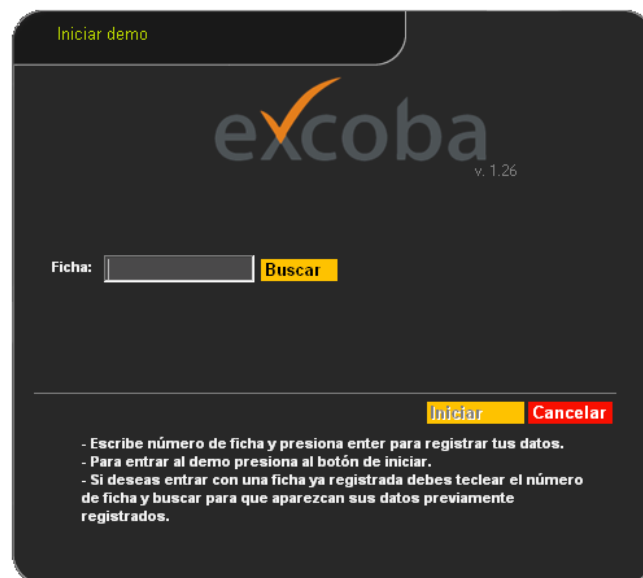 Iniciar demo
excoba
v. 1.26
Ficha:
Buscar
Iniciar
Cancelar
- Escribe número de ficha y presiona enter para registrar tus datos.
- Para entrar al demo presiona al botón de iniciar.
- Si deseas entrar con una ficha ya registrada debes teclear el número
de ficha y buscar para que aparezcan sus datos previamente
registrados.